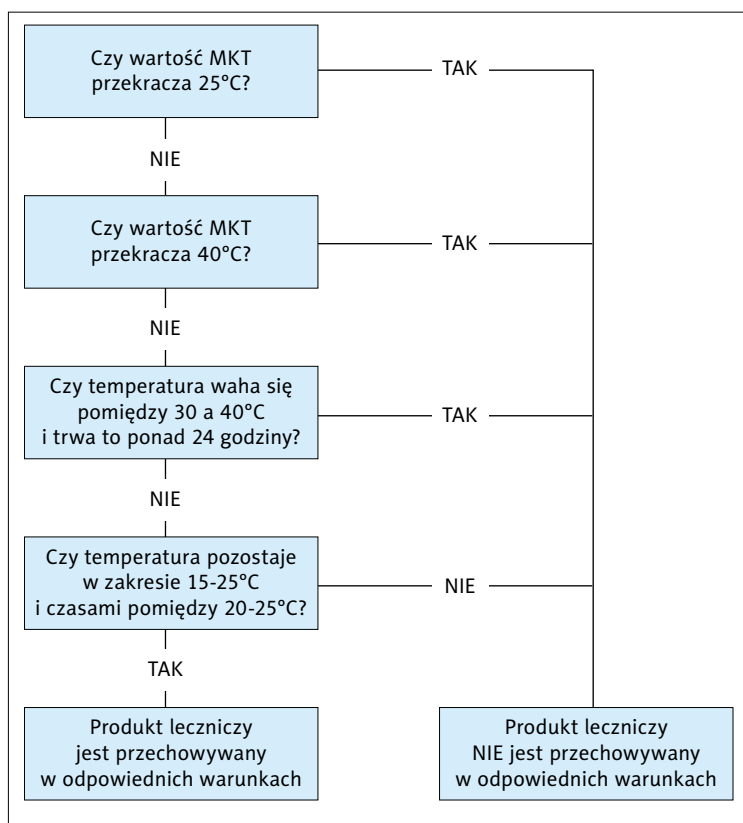 Czy wartość MKT
przekracza 25°C?
TAK
NIE
Czy wartość MKT
przekracza 40°C?
TAK
NIE
Czy temperatura waha się
pomiędzy 30 a 40°C
i trwa to ponad 24 godziny?
TAK
NIE
Czy temperatura pozostaje
w zakresie 15-25°C
i czasami pomiędzy 20-25°C?
NIE
TAK
Produkt leczniczy
jest przechowywany
w odpowiednich warunkach
Produkt leczniczy
NIE jest przechowywany
w odpowiednich warunkach